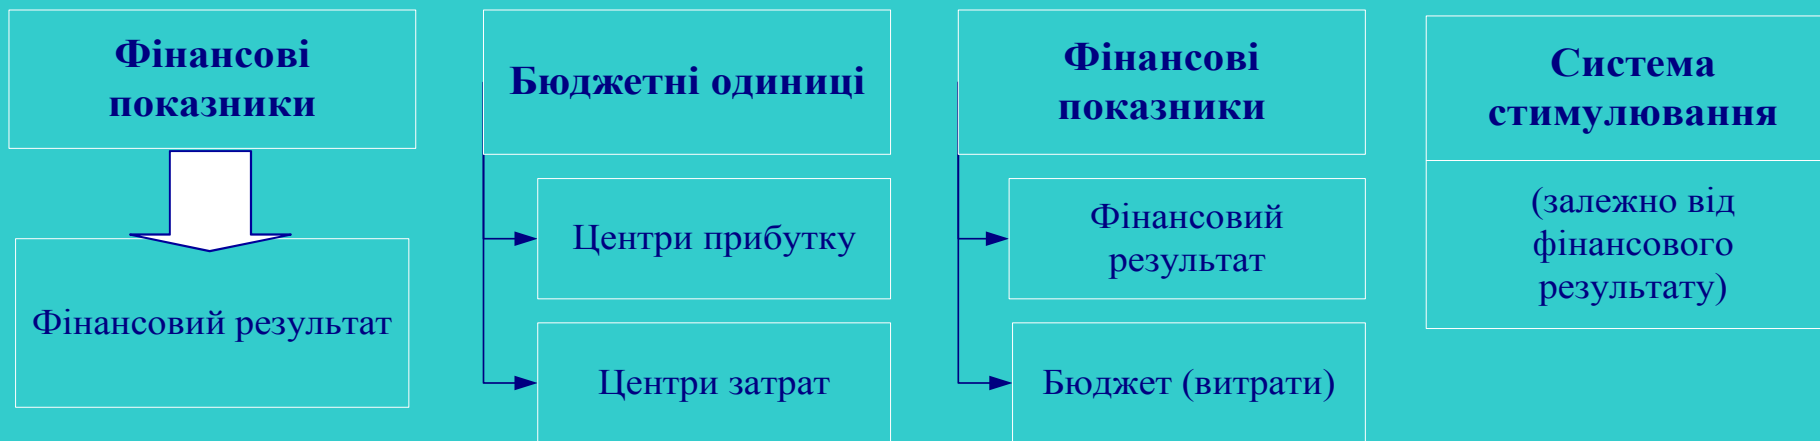 Фінансові
показники
Фінансовий результат
Бюджетні одиниці
Центри прибутку
Центри затрат
Фінансові
показники
Фінансовий
результат
Бюджет (витрати)
Система
стимулювання
(залежно від
фінансового
результату)